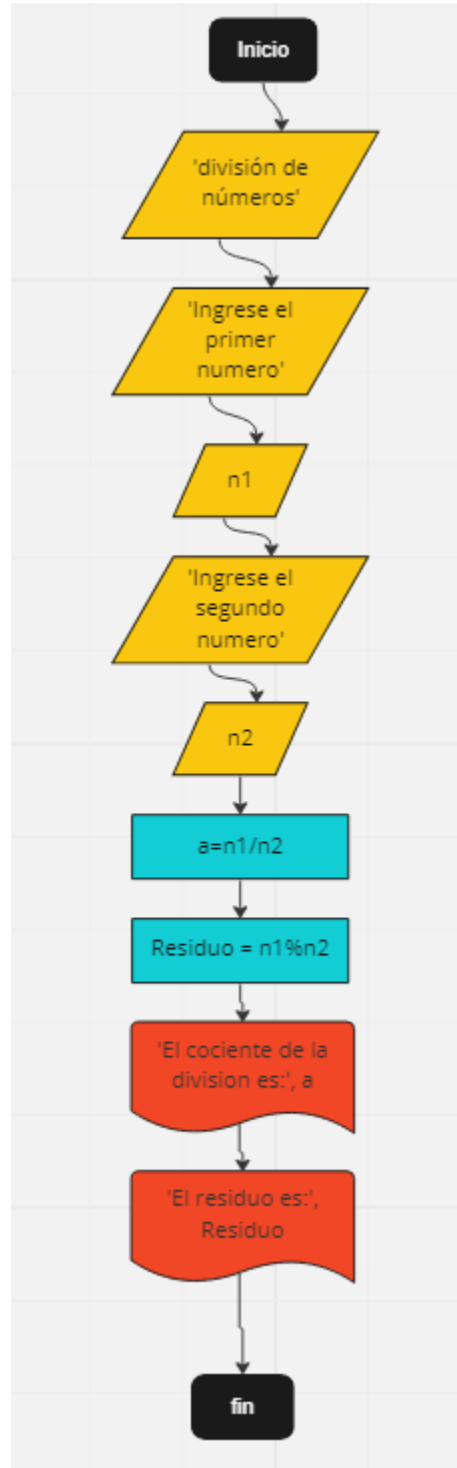 Inicio
'división de
números'
'Ingrese el
primer
numero'
n1
'Ingrese el
segundo
numero'
n2
a=n1/n2
Residuo = n1%n2
'El cociente de la
division es:', a
'El residuo es:',
Residuo
fin